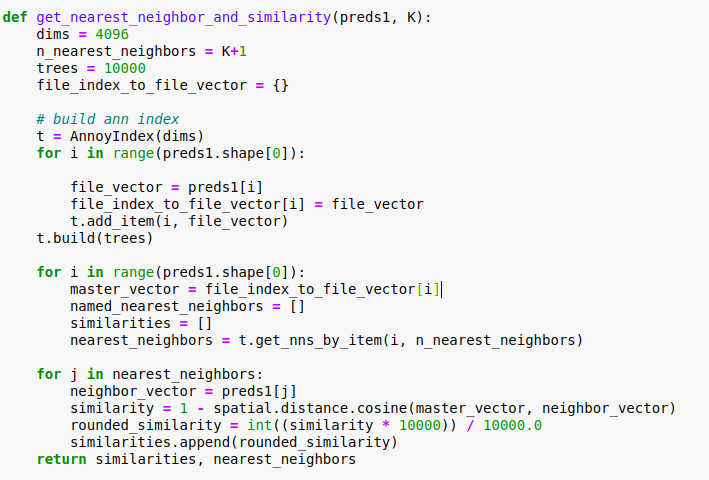 def get_nearest_neighbor_and_similarity(preds1, K):
    dims = 4096
    n_nearest_neighbors = K+1
    trees = 10000
    file_index_to_file_vector = {}

    # build ann index
    t = AnnoyIndex(dims)
    for i in range(preds1.shape[0]):

        file_vector = preds1[i]
        file_index_to_file_vector[i] = file_vector
        t.add_item(i, file_vector)
    t.build(trees)

    for i in range(preds1.shape[0]):
        master_vector = file_index_to_file_vector[i]
        named_nearest_neighbors = []
        similarities = []
        nearest_neighbors = t.get_nns_by_item(i, n_nearest_neighbors)

    for j in nearest_neighbors:
        neighbor_vector = preds1[j]
        similarity = 1 - spatial.distance.cosine(master_vector, neighbor_vector)
        rounded_similarity = int((similarity * 10000)) / 10000.0
        similarities.append(rounded_similarity)
    return similarities, nearest_neighbors